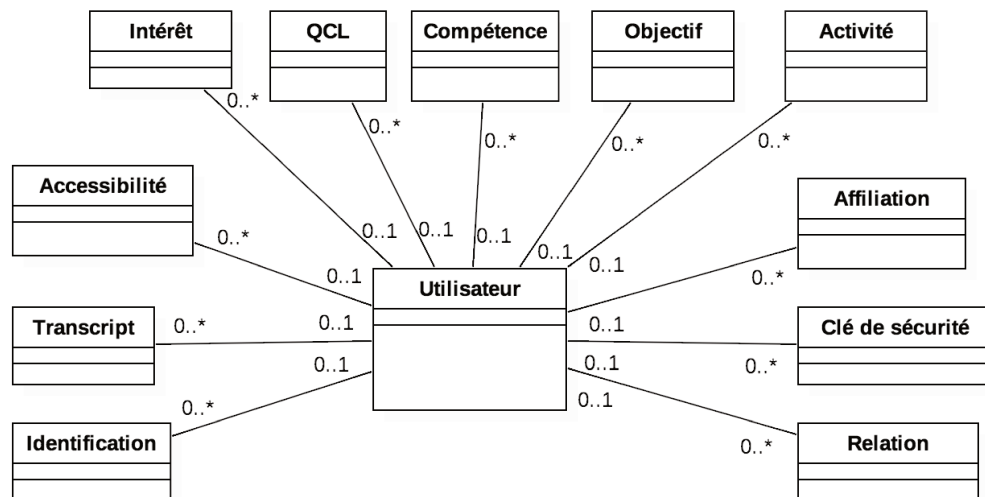 Intérêt
QCL
Compétence
Objectif
Activité
0..*
0..*
0..*
0..*
0..*
Accessibilité
Affiliation
0..*
0..1
0..1
0..1
0..1
0..1
0..1
0..*
Utilisateur
Transcript
0..*
0..1
0..1
Clé de sécurité
0..1
0..1
0..*
Identification
0..*
0..1
0..*
Relation